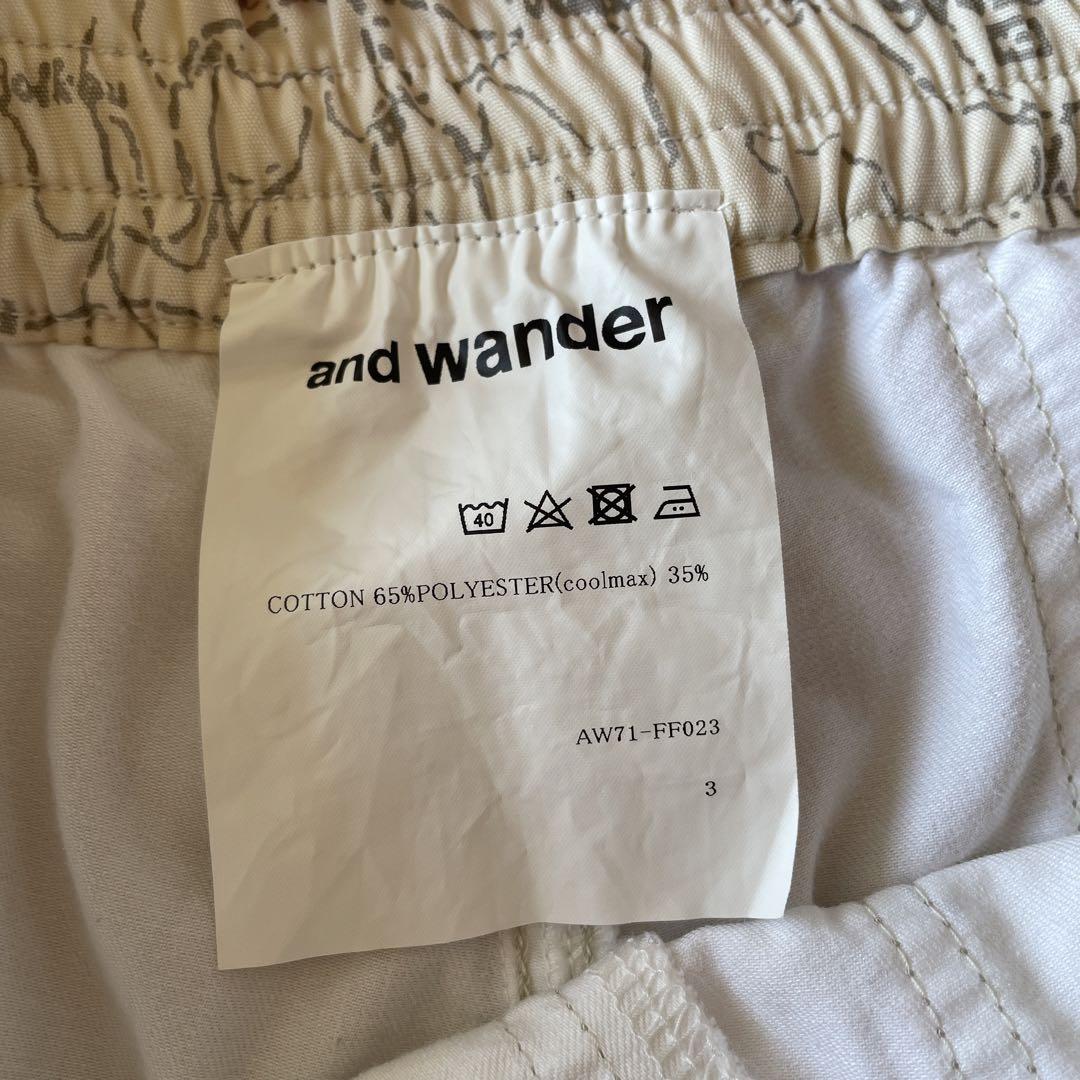 and wander
40
COTTON 65%POLYESTER(coolmax) 35%
AW71-FF023
3